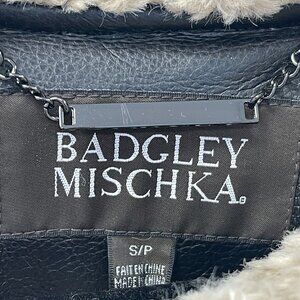 BADGLEY
MISCHKA®
S/P
FAIT EN CHINE
MADE IN CHINA